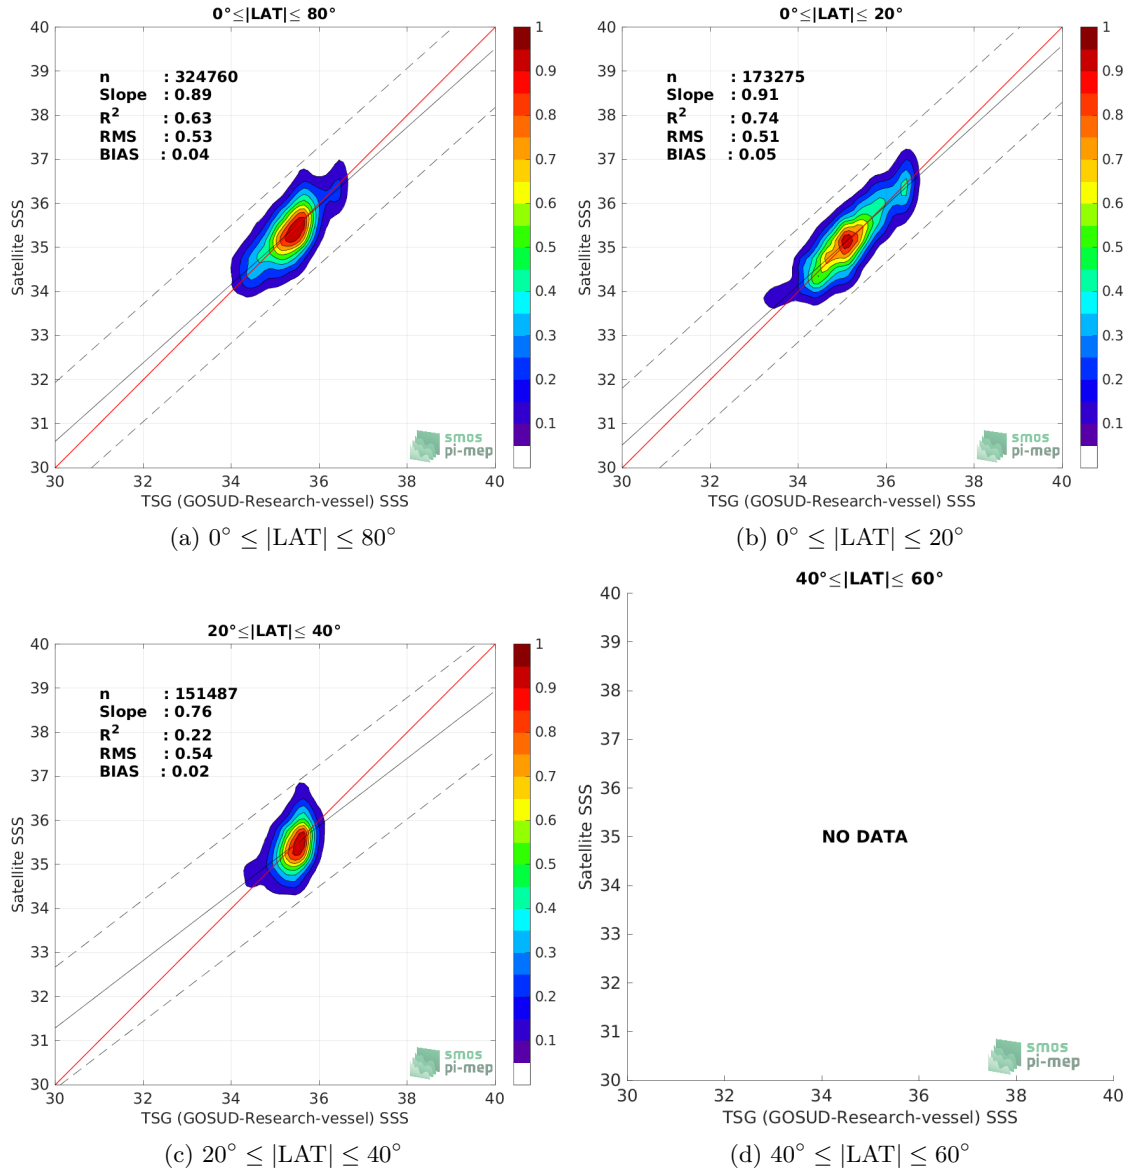 0°≤|LAT|≤ 80°
n : 324760
Slope : 0.89
R² : 0.63
RMS : 0.53
BIAS : 0.04
Satellite SSS
40
39
38
37
36
35
34
33
32
31
30
30 32 34 36 38 40
TSG (GOSUD-Research-vessel) SSS
smos
pi-mep
1
0.9
0.8
0.7
0.6
0.5
0.4
0.3
0.2
0.1
(a) 0° ≤ |LAT| ≤ 80°
0°≤|LAT|≤ 20°
n : 173275
Slope : 0.91
R² : 0.74
RMS : 0.51
BIAS : 0.05
Satellite SSS
40
39
38
37
36
35
34
33
32
31
30
30 32 34 36 38 40
TSG (GOSUD-Research-vessel) SSS
smos
pi-mep
1
0.9
0.8
0.7
0.6
0.5
0.4
0.3
0.2
0.1
(b) 0° ≤ |LAT| ≤ 20°
20°≤|LAT|≤ 40°
n : 151487
Slope : 0.76
R² : 0.22
RMS : 0.54
BIAS : 0.02
Satellite SSS
40
39
38
37
36
35
34
33
32
31
30
30 32 34 36 38 40
TSG (GOSUD-Research-vessel) SSS
smos
pi-mep
1
0.9
0.8
0.7
0.6
0.5
0.4
0.3
0.2
0.1
(c) 20° ≤ |LAT| ≤ 40°
40°≤|LAT|≤ 60°
NO DATA
Satellite SSS
40
39
38
37
36
35
34
33
32
31
30
30 32 34 36 38 40
TSG (GOSUD-Research-vessel) SSS
smos
pi-mep
(d) 40° ≤ |LAT| ≤ 60°